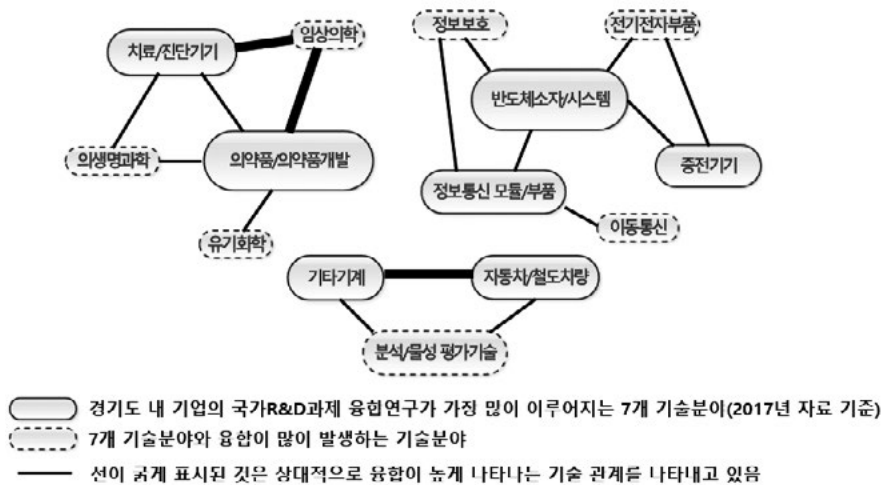 치료/진단기기
임상의학
의생명과학
의약품/의약품개발
유기화학
정보보호
전기전자부품
반도체소자/시스템
중전기기
정보통신 모듈/부품
이동통신
기타기계
자동차/철도차량
분석/물성 평가기술
경기도 내 기업의 국가R&D과제 융합연구가 가장 많이 이루어지는 7개 기술분야(2017년 자료 기준)
7개 기술분야와 융합이 많이 발생하는 기술분야
선이 굵게 표시된 것은 상대적으로 융합이 높게 나타나는 기술 관계를 나타내고 있음